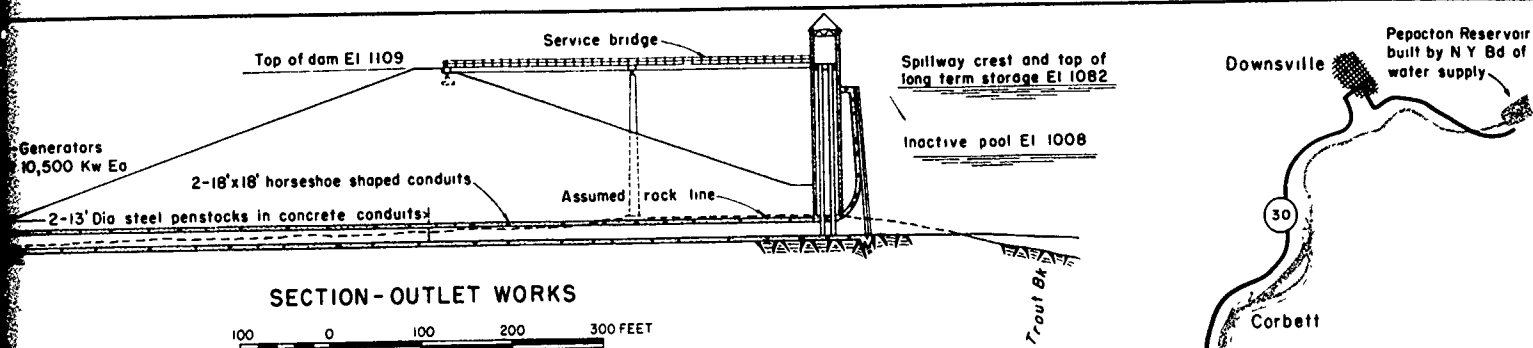 Top of dam El 1109
Service bridge
Spillway crest and top of
long term storage El 1082
Inactive pool El 1008
Generators
10,500 Kw Ea
2-18'x18' horseshoe shaped conduits
Assumed rock line
2-13' Dia steel penstocks in concrete conduits
SECTION-OUTLET WORKS
100 0 100 200 300 FEET
Trout Bk
Downsville
Pepacton Reservoir
built by N Y Bd of
water supply
30
Corbett